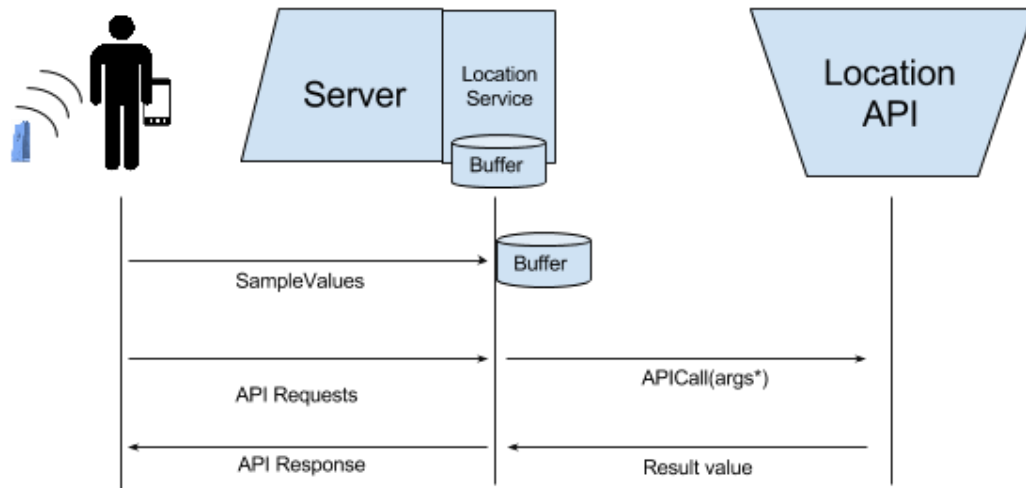 Server
Location
Service
Buffer
Location
API
Buffer
SampleValues
API Requests
APICall(args*)
API Response
Result value